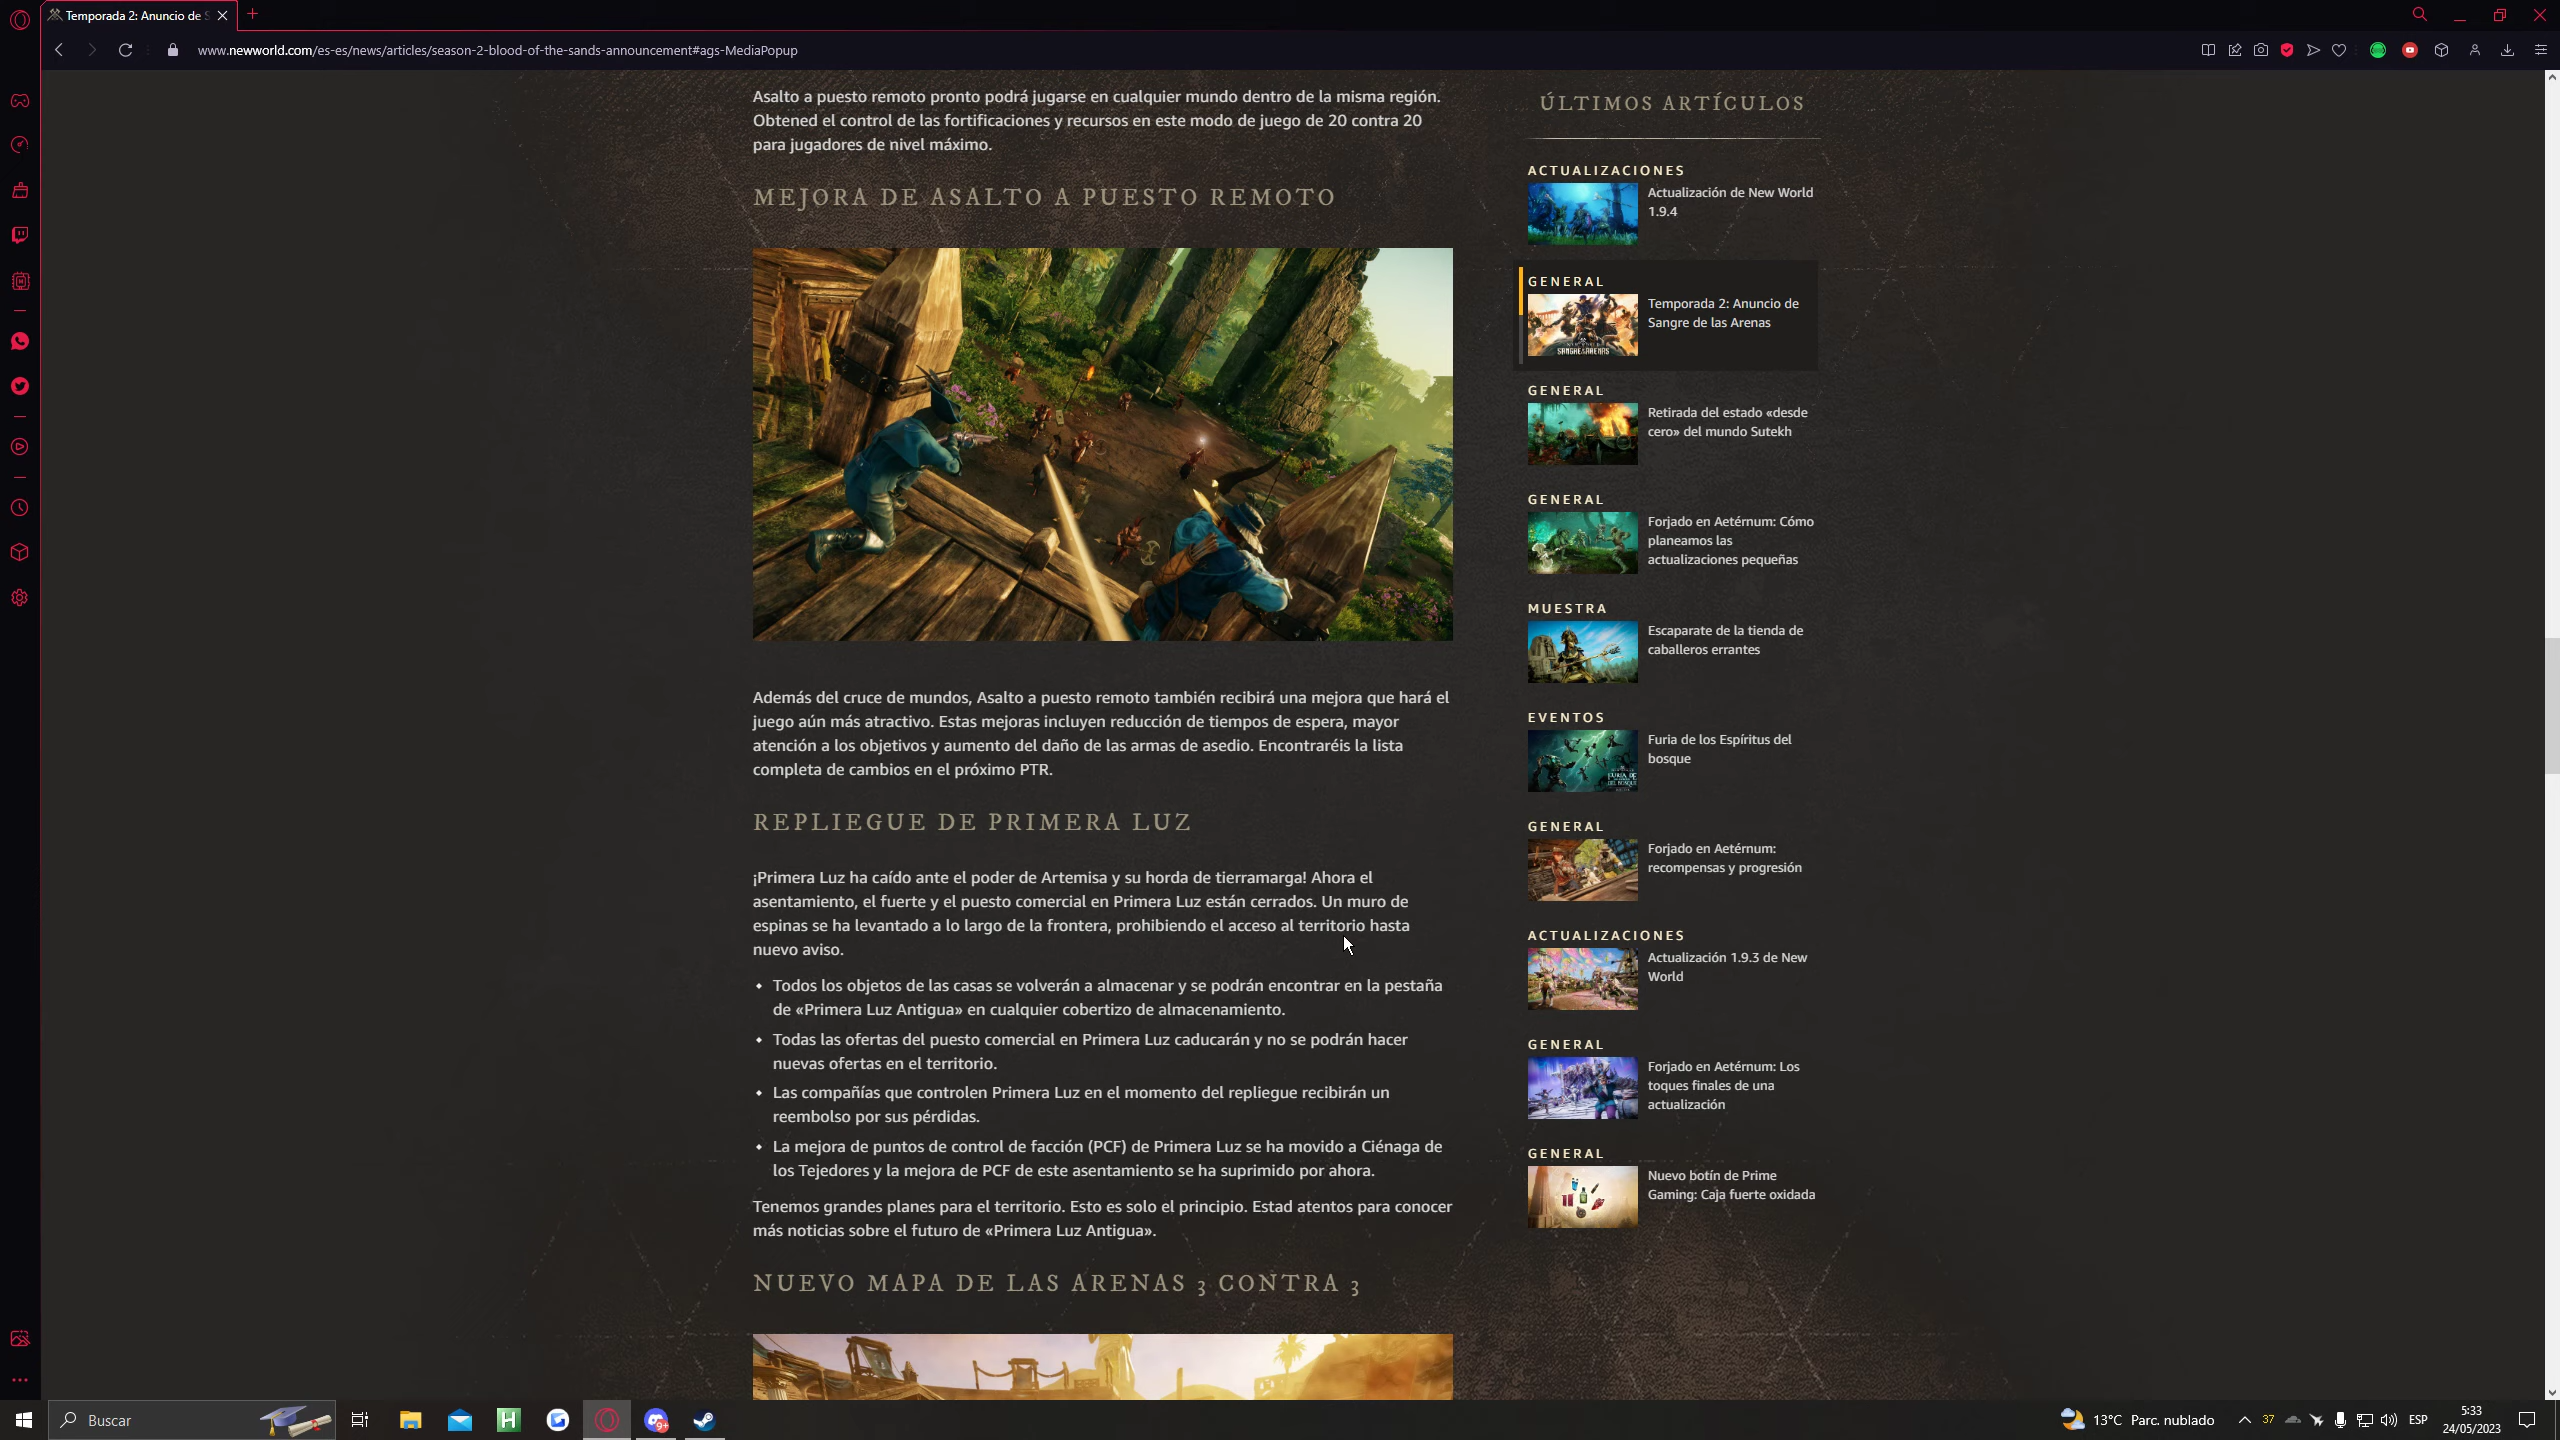 Temporada 2: Anuncio de S
www.newworld.com/es-es/news/articles/season-2-blood-of-the-sands-announcement#ags-MediaPopup
Asalto a puesto remoto pronto podrá jugarse en cualquier mundo dentro de la misma región.
Obtened el control de las fortificaciones y recursos en este modo de juego de 20 contra 20
para jugadores de nivel máximo.
MEJORA DE ASALTO A PUESTO REMOTO
Además del cruce de mundos, Asalto a puesto remoto también recibirá una mejora que hará el
juego aún más atractivo. Estas mejoras incluyen reducción de tiempos de espera, mayor
atención a los objetivos y aumento del daño de las armas de asedio. Encontraréis la lista
completa de cambios en el próximo PTR.
REPLIEGUE DE PRIMERA LUZ
¡Primera Luz ha caído ante el poder de Artemisa y su horda de tierramarga! Ahora el
asentamiento, el fuerte y el puesto comercial en Primera Luz están cerrados. Un muro de
espinas se ha levantado a lo largo de la frontera, prohibiendo el acceso al territorio hasta
nuevo aviso.
• Todos los objetos de las casas se volverán a almacenar y se podrán encontrar en la pestaña
de «Primera Luz Antigua» en cualquier cobertizo de almacenamiento.
• Todas las ofertas del puesto comercial en Primera Luz caducarán y no se podrán hacer
nuevas ofertas en el territorio.
• Las compañías que controlen Primera Luz en el momento del repliegue recibirán un
reembolso por sus pérdidas.
• La mejora de puntos de control de facción (PCF) de Primera Luz se ha movido a Ciénaga de
los Tejedores y la mejora de PCF de este asentamiento se ha suprimido por ahora.
Tenemos grandes planes para el territorio. Esto es solo el principio. Estad atentos para conocer
más noticias sobre el futuro de «Primera Luz Antigua».
NUEVO MAPA DE LAS ARENAS 3 CONTRA 3
ÚLTIMOS ARTÍCULOS
ACTUALIZACIONES
Actualización de New World
1.9.4
GENERAL
Temporada 2: Anuncio de
Sangre de las Arenas
GENERAL
Retirada del estado «desde
cero» del mundo Sutekh
GENERAL
Forjado en Aetérnum: Cómo
planeamos las
actualizaciones pequeñas
MUESTRA
Escaparate de la tienda de
caballeros errantes
EVENTOS
Furia de los Espíritus del
bosque
GENERAL
Forjado en Aetérnum:
recompensas y progresión
ACTUALIZACIONES
Actualización 1.9.3 de New
World
GENERAL
Forjado en Aetérnum: Los
toques finales de una
actualización
GENERAL
Nuevo botín de Prime
Gaming: Caja fuerte oxidada
Buscar
H
9+
13°C Parc. nublado
37
ESP
5:33
24/05/2023